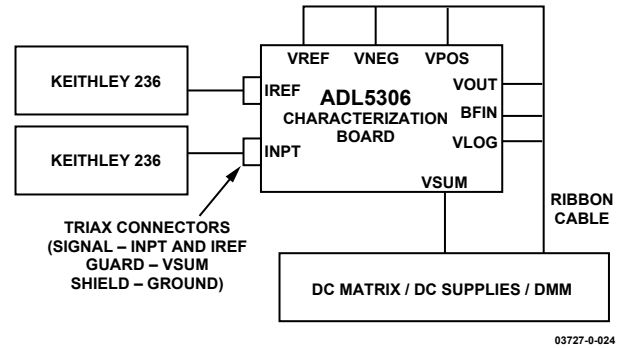 VREF VNEG VPOS
KEITHLEY 236
IREF
VOUT
ADL5306
CHARACTERIZATION
BOARD
BFIN
VLOG
KEITHLEY 236
INPT
VSUM
TRIAX CONNECTORS
(SIGNAL – INPT AND IREF
GUARD – VSUM
SHIELD – GROUND)
RIBBON
CABLE
DC MATRIX / DC SUPPLIES / DMM
03727-0-024